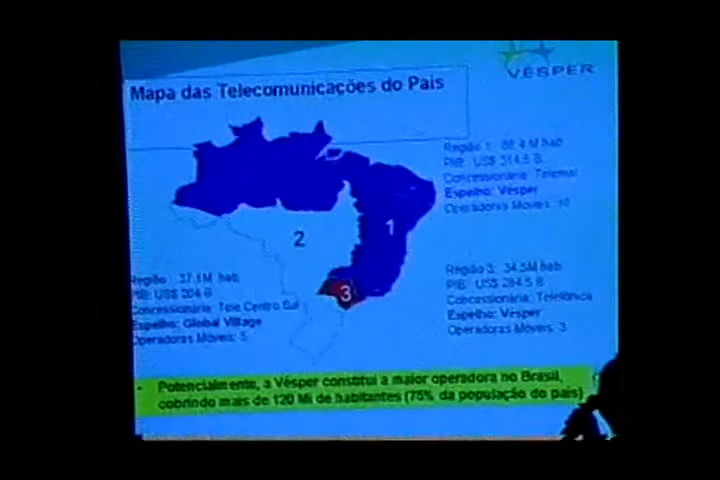 VÉSPER
Mapa das Telecomunicações do País
Região 1: 88.4 M hab
PIB: US$ 314.5 B
Concessionária: Telemar
Espelho: Vésper
Operadoras Móveis: 10
1
2
3
Região : 37.1M hab
PIB: US$ 204 B
Concessionária: Tele Centro Sul
Espelho: Global Village
Operadoras Móveis: 5
Região 3: 34.5M hab
PIB: US$ 284.5 B
Concessionária: Telefônica
Espelho: Vésper
Operadoras Móveis: 3
• Potencialmente, a Vésper constitui a maior operadora no Brasil,
cobrindo mais de 120 Mi de habitantes (75% da população do país)